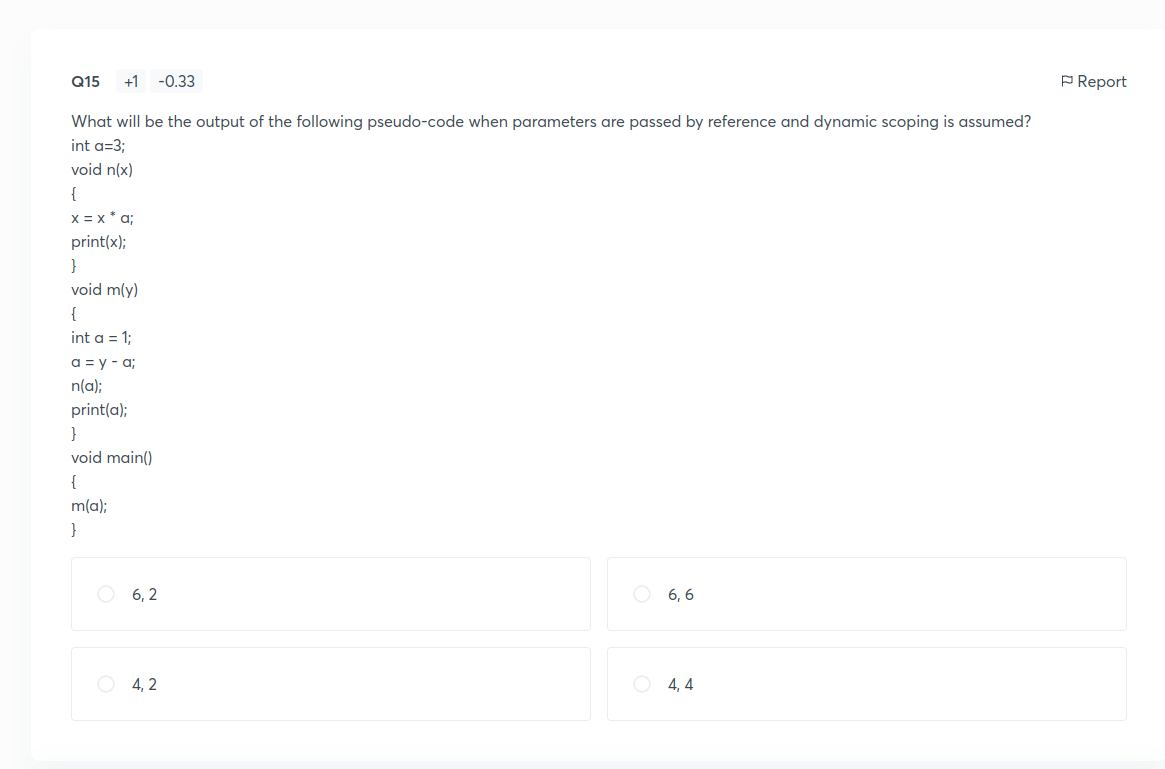 Q15 +1 -0.33 Report
What will be the output of the following pseudo-code when parameters are passed by reference and dynamic scoping is assumed?
int a=3;
void n(x)
{
x = x * a;
print(x);
}
void m(y)
{
int a = 1;
a = y - a;
n(a);
print(a);
}
void main()
{
m(a);
}
6, 2
6, 6
4, 2
4, 4